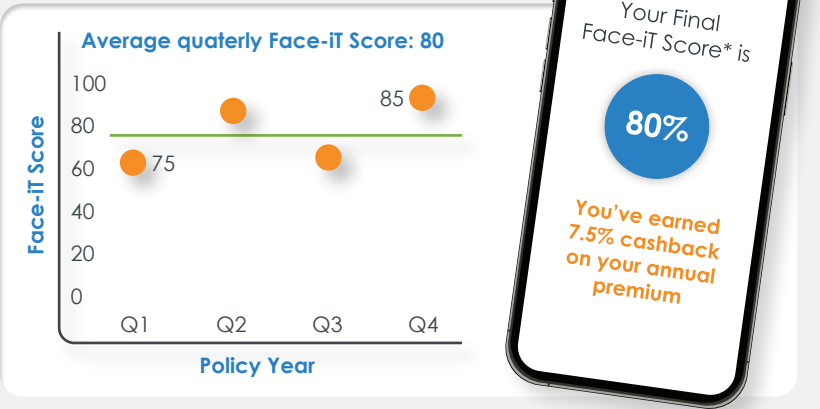 Average quaterly Face-iT Score: 80
Face-iT Score
100
80
60
40
20
0
75
85
Q1 Q2 Q3 Q4
Policy Year
Your Final
Face-iT Score* is
80%
You've earned
7.5% cashback
on your annual
premium